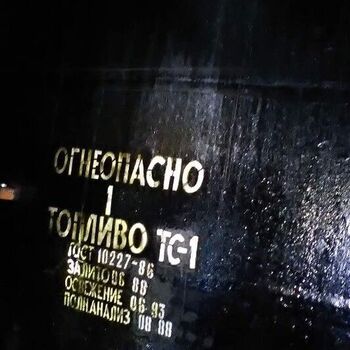 ОГНЕОПАСНО
1
ТОПЛИВО ТС-1
ГОСТ 10227-86
ЗАЛИТО 06 88
ОСВЕЖЕНИЕ 06-93
ПОЛН.АНАЛИЗ 08 88